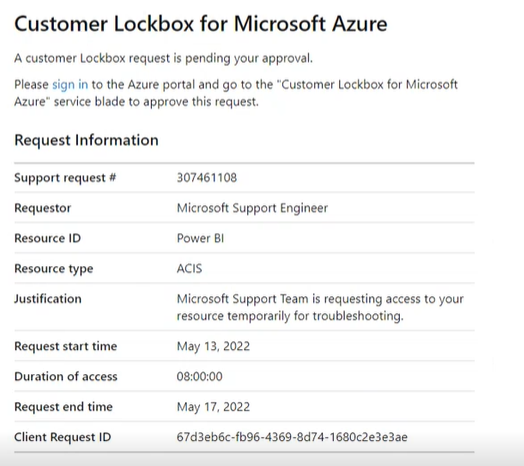 Customer Lockbox for Microsoft Azure
A customer Lockbox request is pending your approval.
Please sign in to the Azure portal and go to the "Customer Lockbox for Microsoft
Azure" service blade to approve this request.
Request Information
Support request # 307461108
Requestor Microsoft Support Engineer
Resource ID Power BI
Resource type ACIS
Justification Microsoft Support Team is requesting access to your
resource temporarily for troubleshooting.
Request start time May 13, 2022
Duration of access 08:00:00
Request end time May 17, 2022
Client Request ID 67d3eb6c-fb96-4369-8d74-1680c2e3e3ae